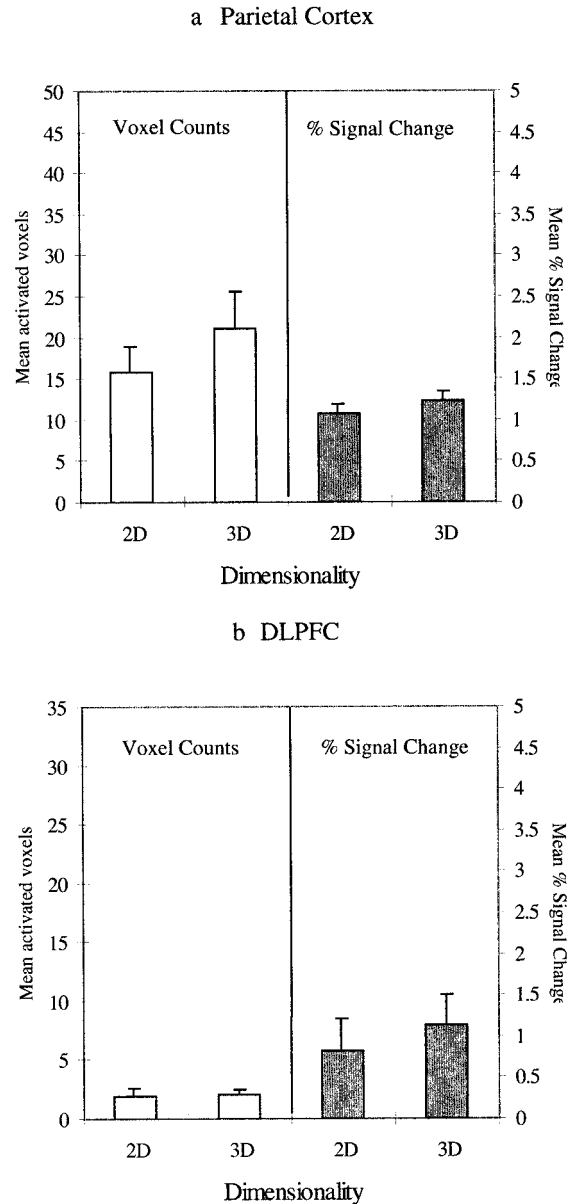 a Parietal Cortex
Voxel Counts
% Signal Change
Mean activated voxels
50
45
40
35
30
25
20
15
10
5
0
5
4.5
4
3.5
3
2.5
2
1.5
1
0.5
0
Mean % Signal Change
2D 3D 2D 3D
Dimensionality
b DLPFC
Voxel Counts
% Signal Change
Mean activated voxels
35
30
25
20
15
10
5
0
5
4.5
4
3.5
3
2.5
2
1.5
1
0.5
0
Mean % Signal Change
2D 3D 2D 3D
Dimensionality